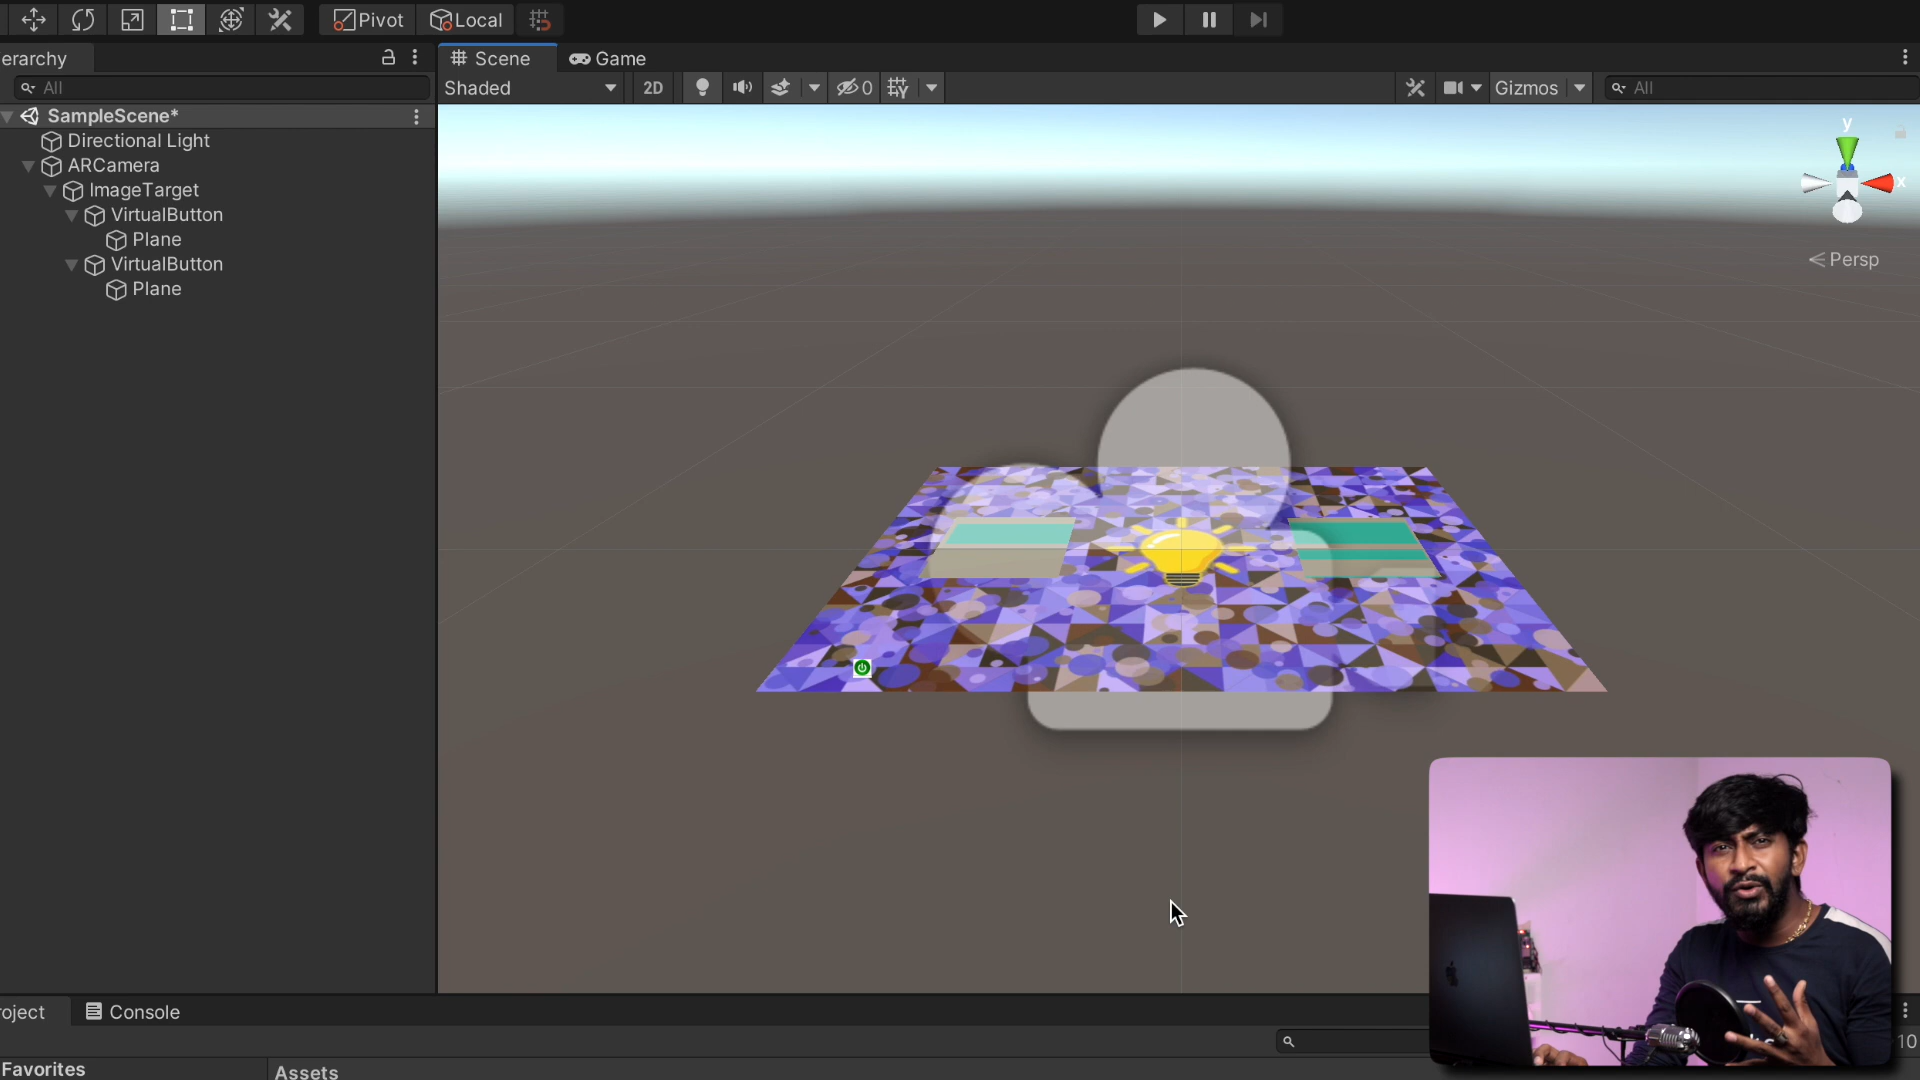 Pivot Local
erarchy
Scene Game
All
Shaded 2D 0 Gizmos All
SampleScene*
Directional Light
ARCamera
ImageTarget
VirtualButton
Plane
VirtualButton
Plane
y
x
Persp
oject Console
10
Favorites
Assets